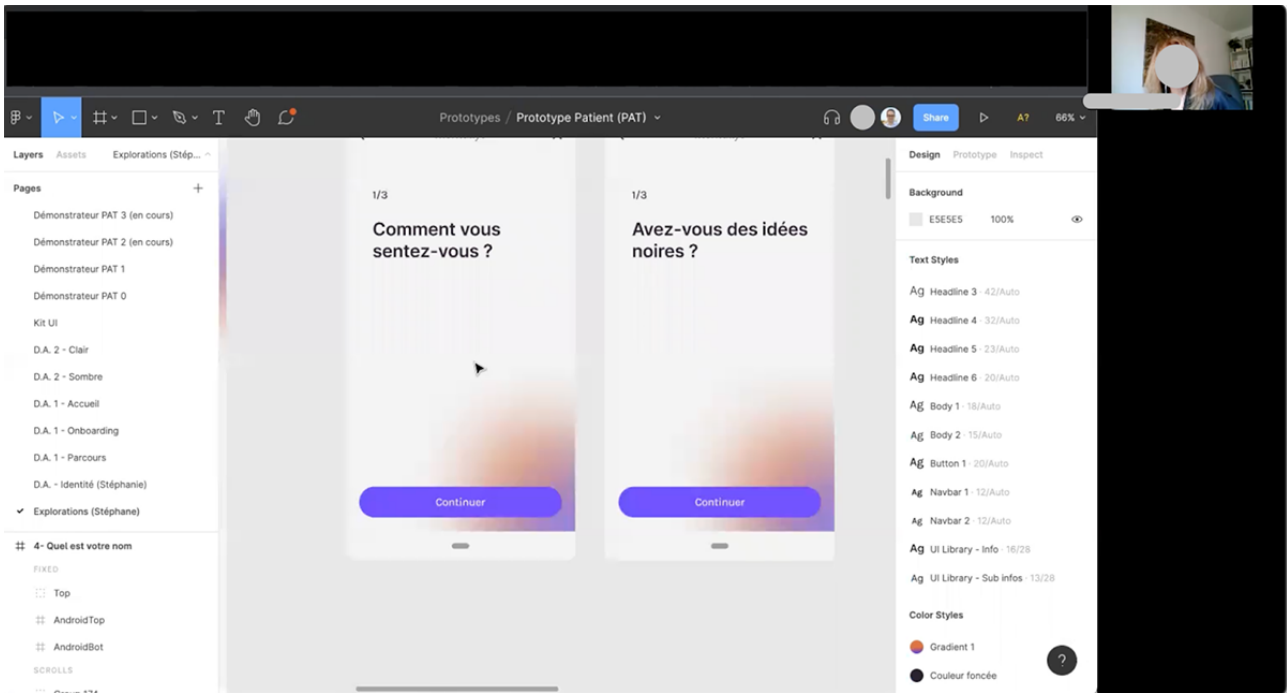 Prototypes / Prototype Patient (PAT)
Share
A?
66%
Layers
Assets
Explorations (Stép...
Pages
Démonstrateur PAT 3 (en cours)
Démonstrateur PAT 2 (en cours)
Démonstrateur PAT 1
Démonstrateur PAT 0
Kit UI
D.A. 2 - Clair
D.A. 2 - Sombre
D.A. 1 - Accueil
D.A. 1 - Onboarding
D.A. 1 - Parcours
D.A. - Identité (Stéphanie)
Explorations (Stéphane)
4- Quel est votre nom
FIXED
Top
AndroidTop
AndroidBot
SCROLLS
1/3
Comment vous
sentez-vous ?
Continuer
1/3
Avez-vous des idées
noires ?
Continuer
Design
Prototype
Inspect
Background
E5E5E5
100%
Text Styles
Ag Headline 3 · 42/Auto
Ag Headline 4 · 32/Auto
Ag Headline 5 · 23/Auto
Ag Headline 6 · 20/Auto
Ag Body 1 · 18/Auto
Ag Body 2 · 15/Auto
Ag Button 1 · 20/Auto
Ag Navbar 1 · 12/Auto
Ag Navbar 2 · 12/Auto
Ag UI Library - Info · 16/28
Ag UI Library - Sub infos · 13/28
Color Styles
Gradient 1
Couleur foncée
?